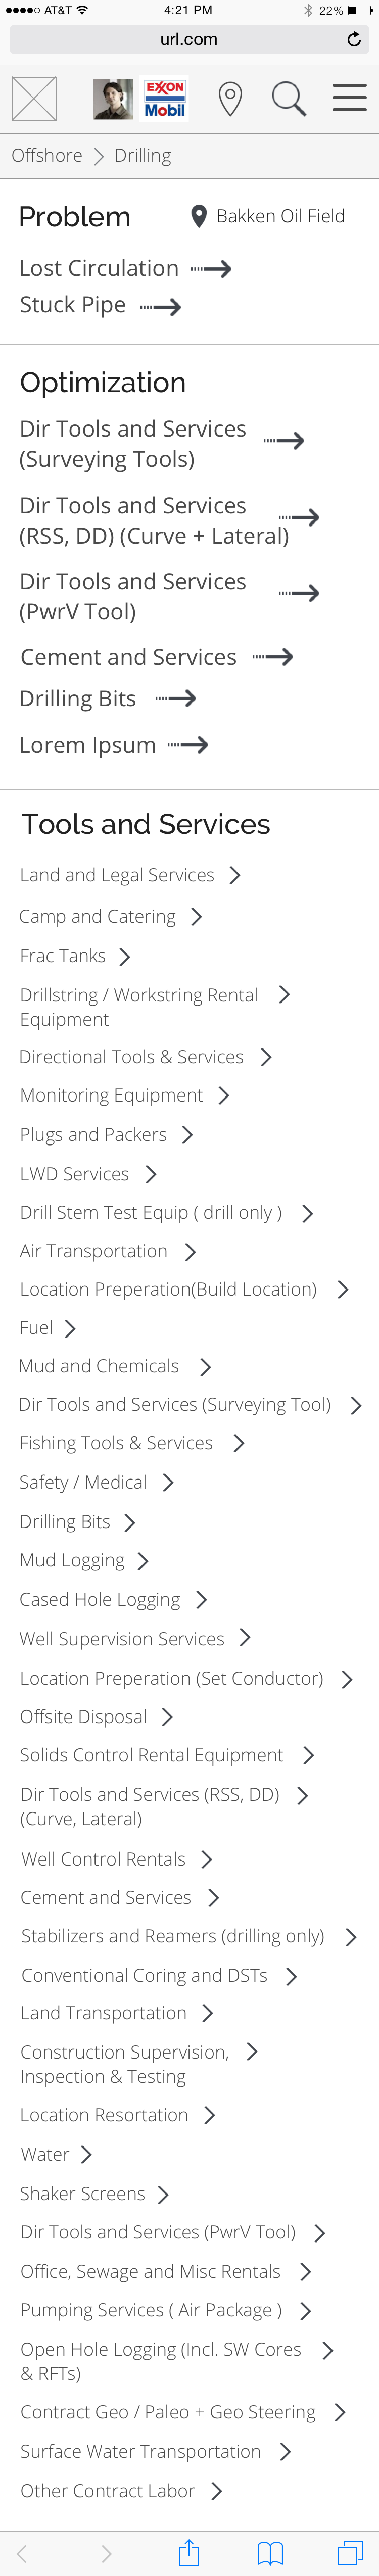 AT&T 4:21 PM 22%
url.com
EXXON
Mobil
Offshore > Drilling
Problem Bakken Oil Field
Lost Circulation
Stuck Pipe
Optimization
Dir Tools and Services
(Surveying Tools)
Dir Tools and Services
(RSS, DD) (Curve + Lateral)
Dir Tools and Services
(PwrV Tool)
Cement and Services
Drilling Bits
Lorem Ipsum
Tools and Services
Land and Legal Services
Camp and Catering
Frac Tanks
Drillstring / Workstring Rental
Equipment
Directional Tools & Services
Monitoring Equipment
Plugs and Packers
LWD Services
Drill Stem Test Equip ( drill only )
Air Transportation
Location Preperation(Build Location)
Fuel
Mud and Chemicals
Dir Tools and Services (Surveying Tool)
Fishing Tools & Services
Safety / Medical
Drilling Bits
Mud Logging
Cased Hole Logging
Well Supervision Services
Location Preperation (Set Conductor)
Offsite Disposal
Solids Control Rental Equipment
Dir Tools and Services (RSS, DD)
(Curve, Lateral)
Well Control Rentals
Cement and Services
Stabilizers and Reamers (drilling only)
Conventional Coring and DSTs
Land Transportation
Construction Supervision,
Inspection & Testing
Location Resortation
Water
Shaker Screens
Dir Tools and Services (PwrV Tool)
Office, Sewage and Misc Rentals
Pumping Services ( Air Package )
Open Hole Logging (Incl. SW Cores
& RFTs)
Contract Geo / Paleo + Geo Steering
Surface Water Transportation
Other Contract Labor